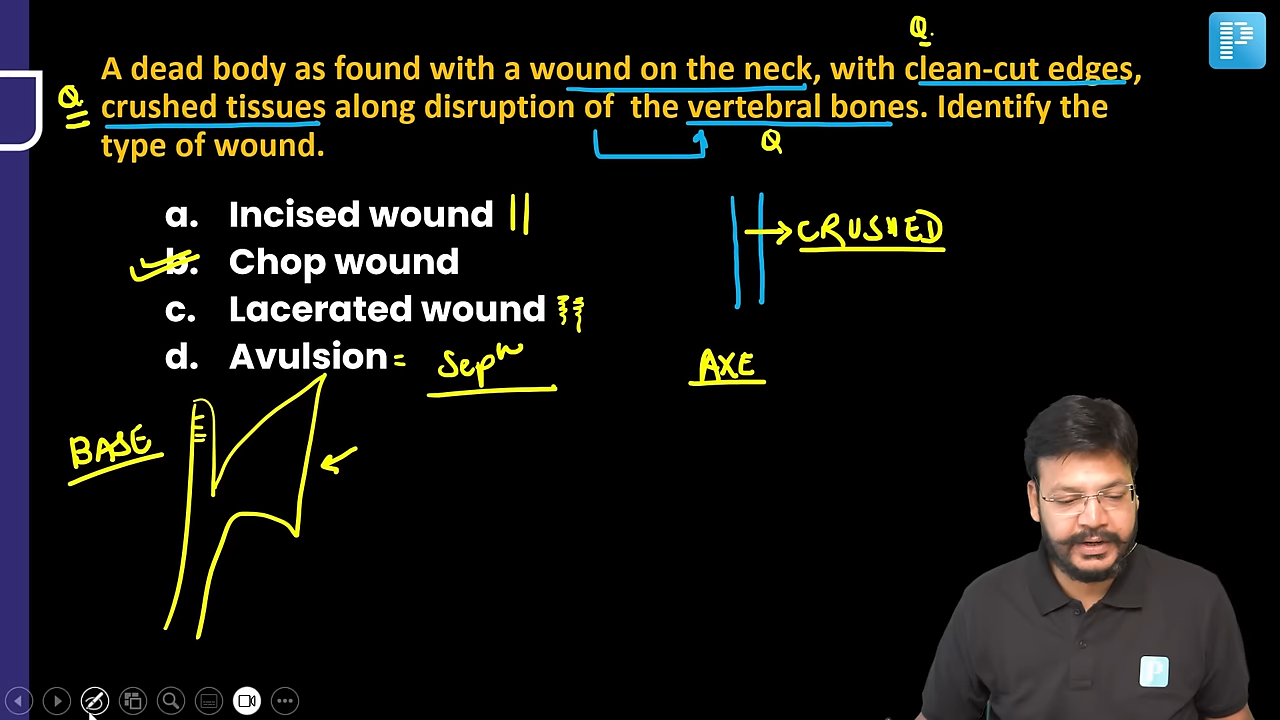 Q.
A dead body as found with a wound on the neck, with clean-cut edges,
Q
crushed tissues along disruption of the vertebral bones. Identify the
Q
type of wound.
a. Incised wound
b. Chop wound
c. Lacerated wound
d. Avulsion = Sepⁿ
CRUSHED
AXE
BASE